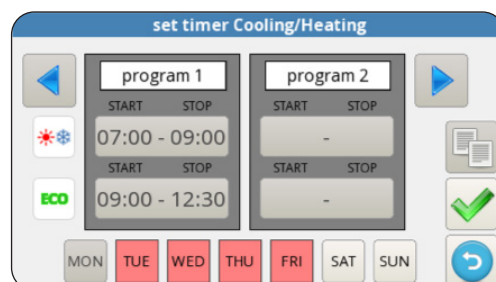 set timer Cooling/Heating
program 1 program 2
START STOP START STOP
07:00 - 09:00 -
START STOP START STOP
ECO 09:00 - 12:30 -
MON TUE WED THU FRI SAT SUN